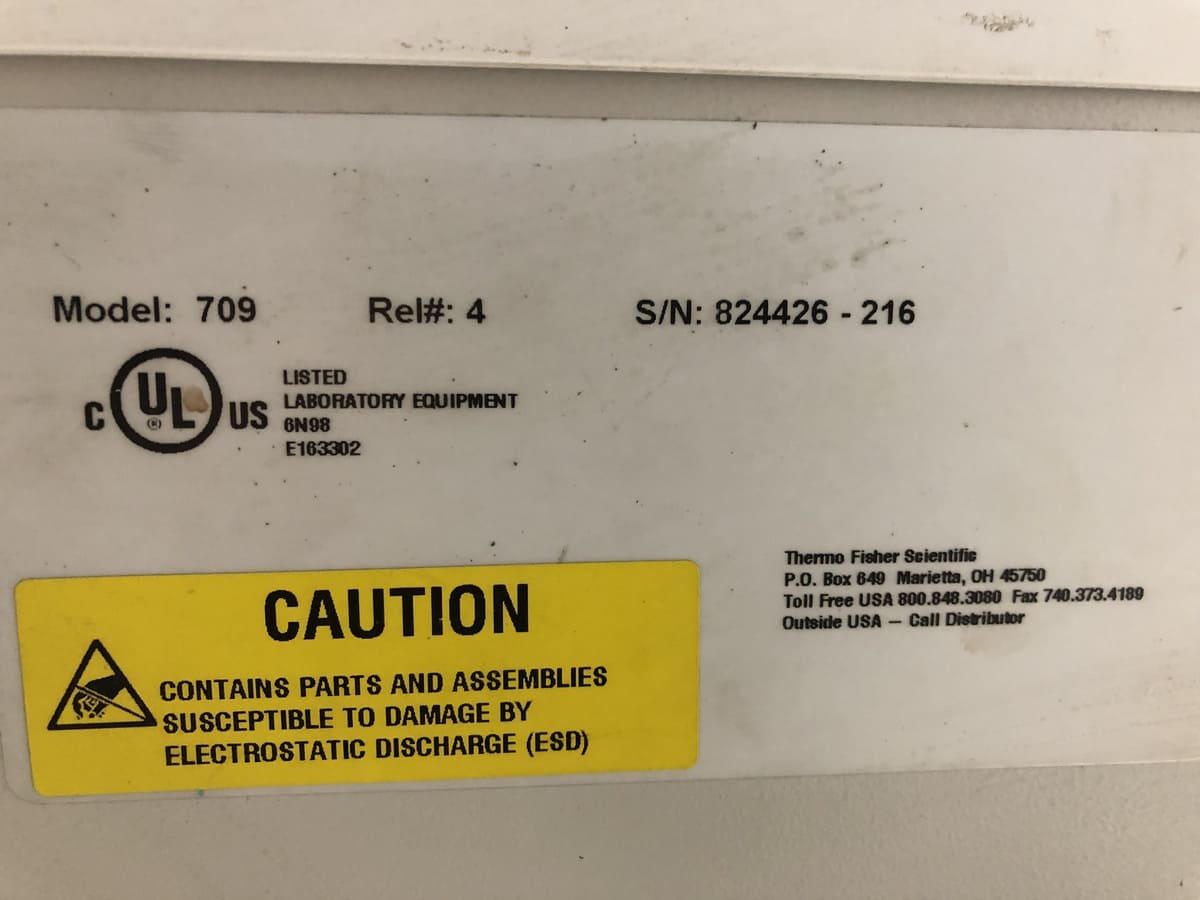 Model: 709 Rel#: 4 S/N: 824426 - 216
C UL ® US
LISTED
LABORATORY EQUIPMENT
6N98
E163302
Thermo Fisher Scientific
P.O. Box 649 Marietta, OH 45750
Toll Free USA 800.848.3080 Fax 740.373.4189
Outside USA — Call Distributor
CAUTION
CONTAINS PARTS AND ASSEMBLIES
SUSCEPTIBLE TO DAMAGE BY
ELECTROSTATIC DISCHARGE (ESD)